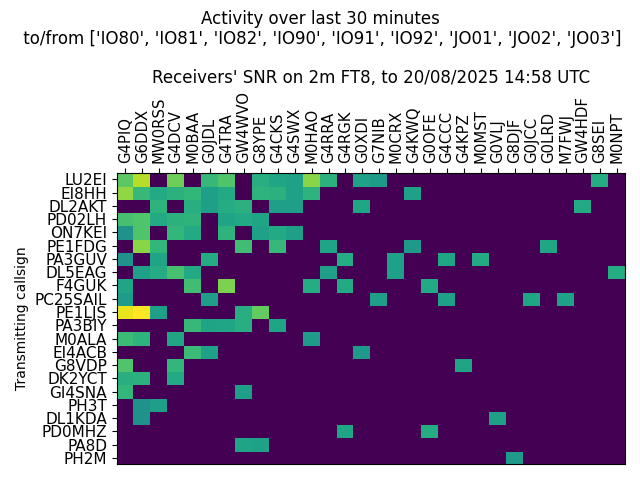 Activity over last 30 minutes
to/from ['IO80', 'IO81', 'IO82', 'IO90', 'IO91', 'IO92', 'JO01', 'JO02', 'JO03']
Receivers' SNR on 2m FT8, to 20/08/2025 14:58 UTC
G4PIQ
G6DDX
MW0RSS
G4DCV
M0BAA
G0JDL
G4TRA
GW4WVO
G8YPE
G4CKS
G4SWX
M0HAO
G4RRA
G4RGK
G0XDI
G7NIB
M0CRX
G4KWQ
G0OFE
G4CCC
G4KPZ
M0MST
G0VLJ
G8DJF
G0JCC
G0LRD
M7FWJ
GW4HDF
G8SEI
M0NPT
Transmitting callsign
LU2EI
EI8HH
DL2AKT
PD02LH
ON7KEI
PE1FDG
PA3GUV
DL5EAG
F4GUK
PC25SAIL
PE1LJS
PA3BIY
M0ALA
EI4ACB
G8VDP
DK2YCT
GI4SNA
PH3T
DL1KDA
PD0MHZ
PA8D
PH2M